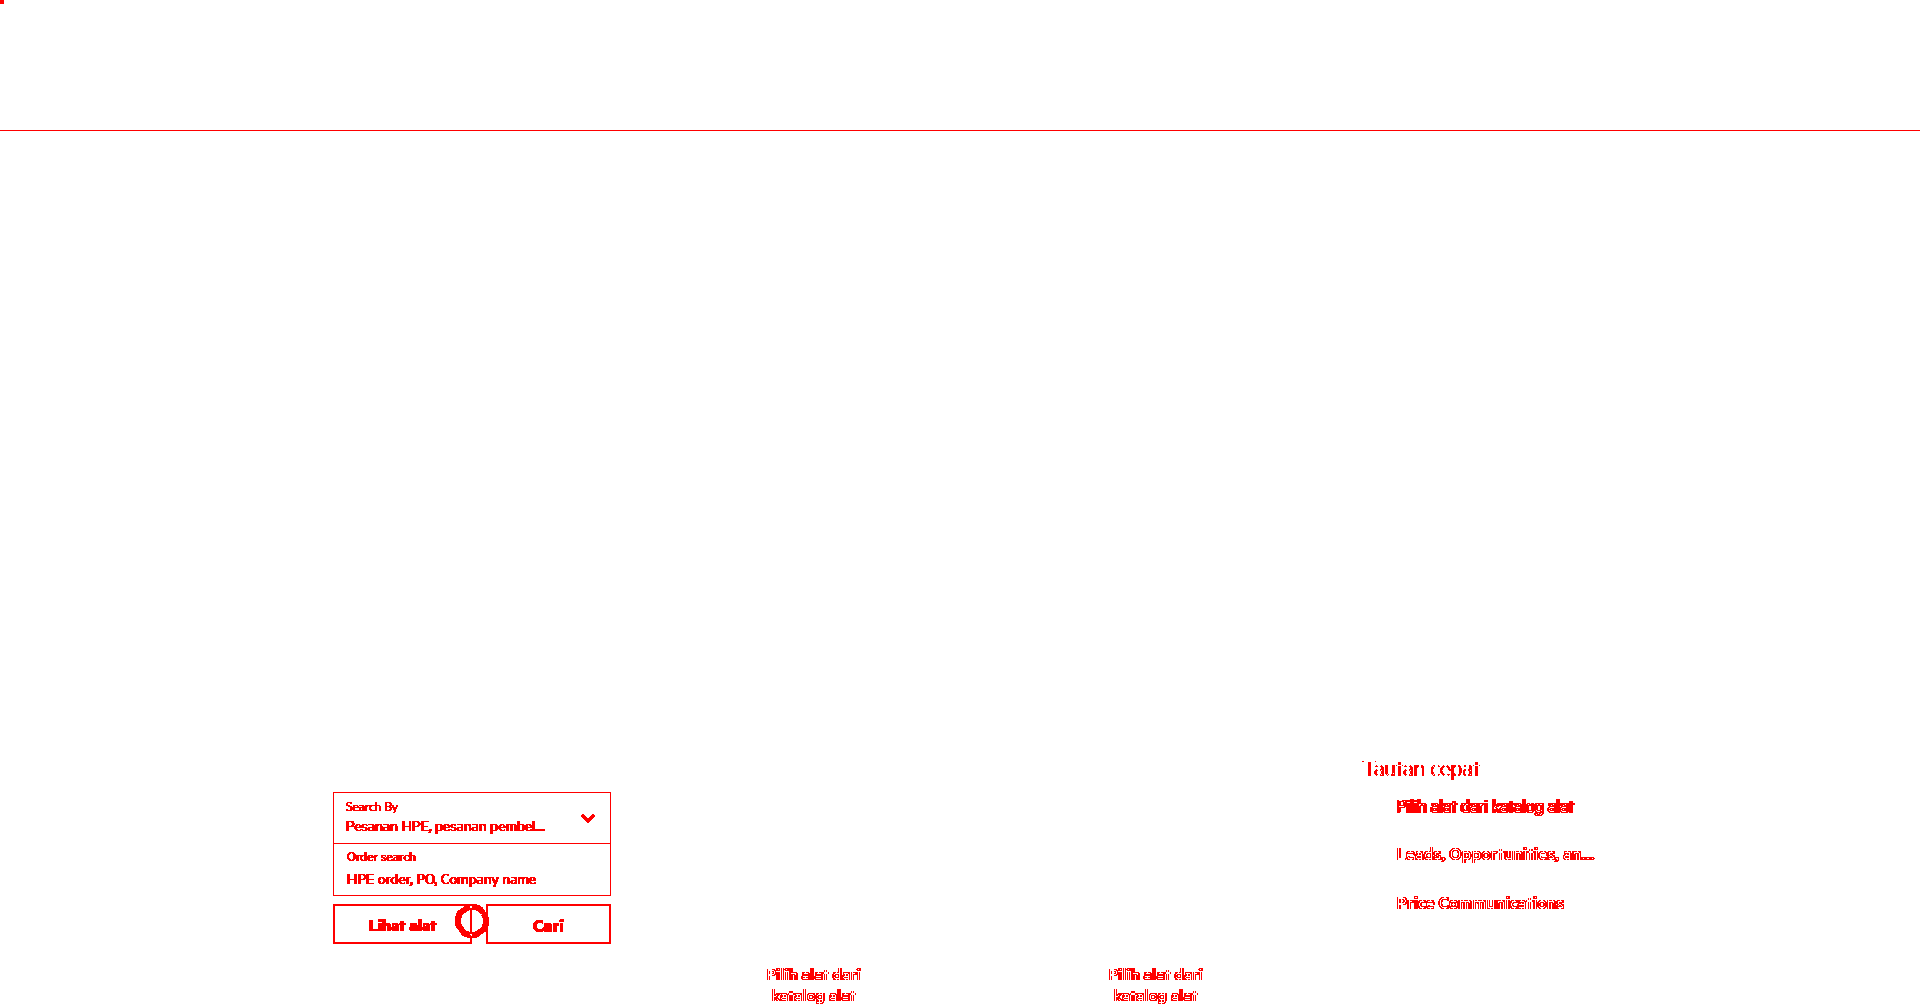 Tautan cepat
Search By
Pesanan HPE, pesanan pembel...
Pilih alat dari katalog alat
Order search
HPE order, PO, Company name
Leads, Opportunities, an...
Price Communications
Lihat alat
Cari
Pilih alat dari
katalog alat
Pilih alat dari
katalog alat